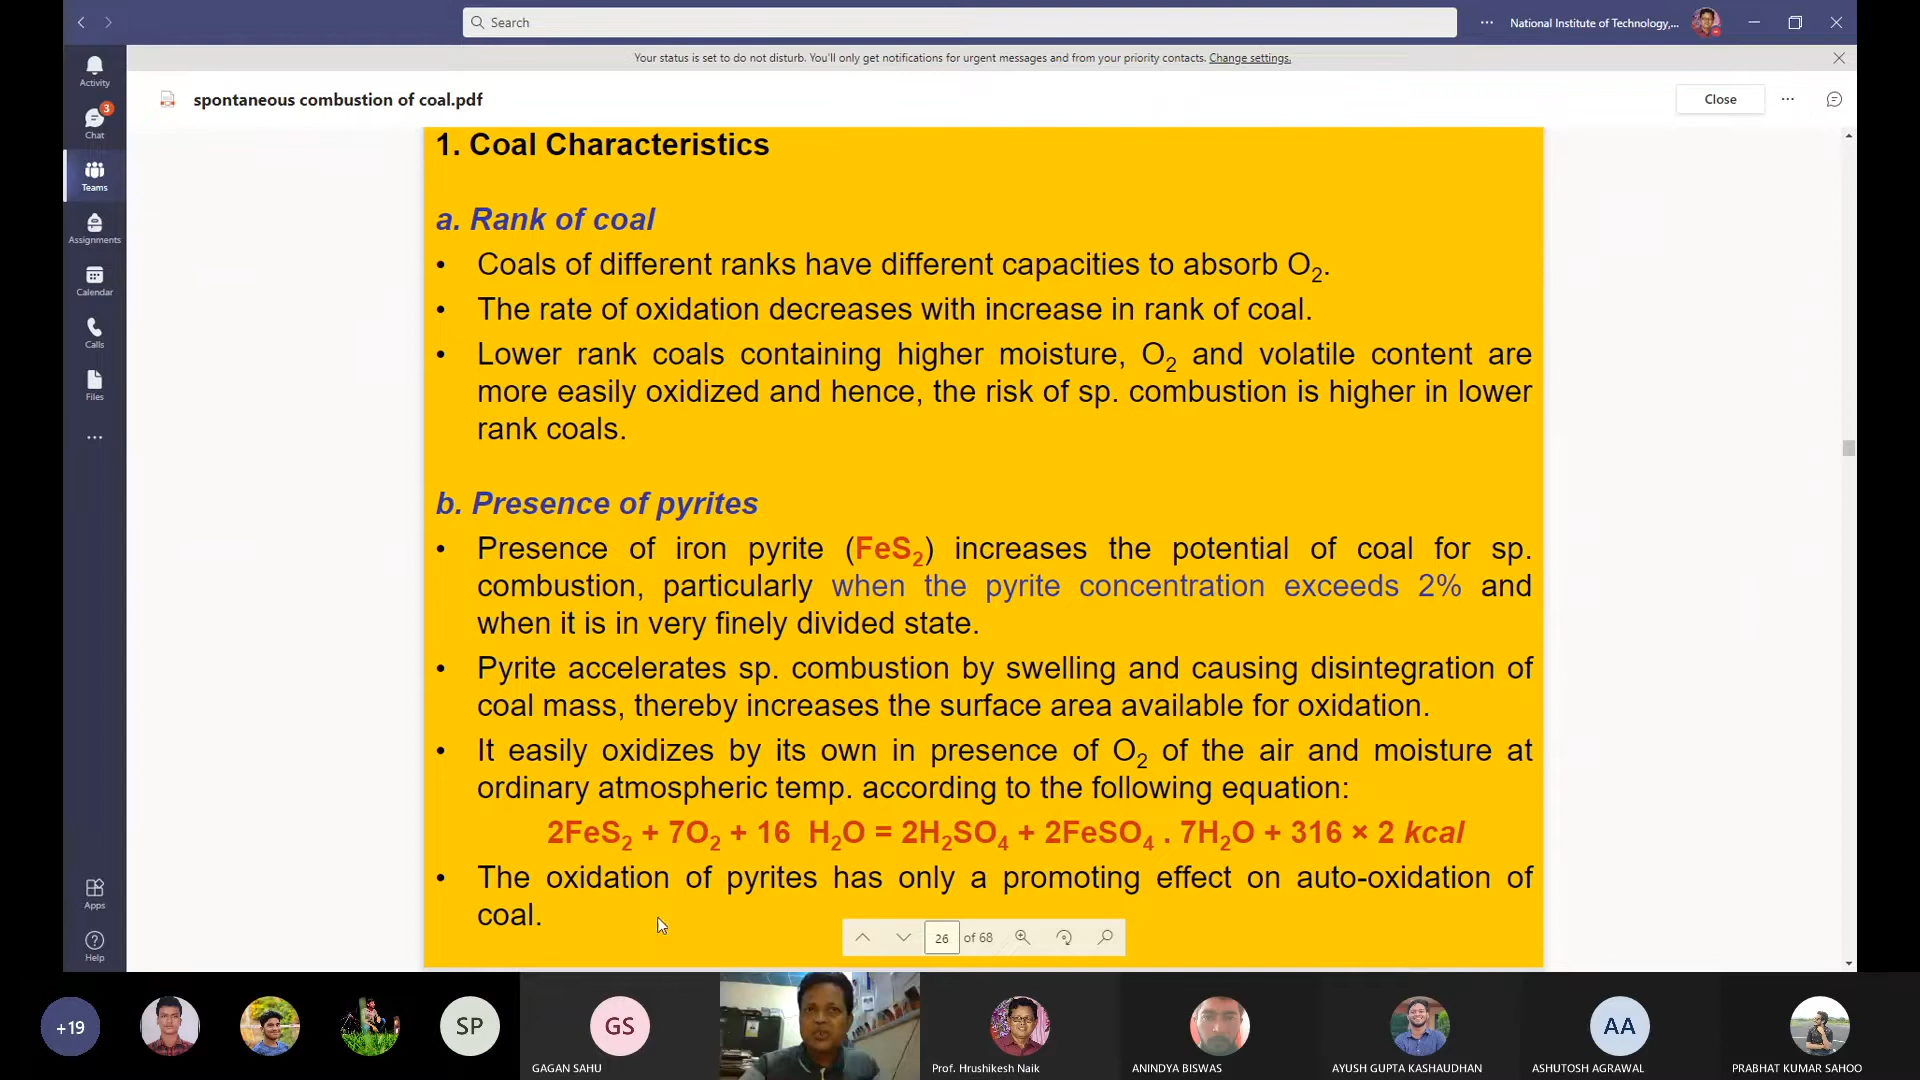 Search
National Institute of Technology,...
Your status is set to do not disturb. You'll only get notifications for urgent messages and from your priority contacts. Change settings.
Activity
3
Chat
Teams
Assignments
Calendar
Calls
Files
Apps
Help
spontaneous combustion of coal.pdf
Close
1. Coal Characteristics
a. Rank of coal
• Coals of different ranks have different capacities to absorb O₂.
• The rate of oxidation decreases with increase in rank of coal.
• Lower rank coals containing higher moisture, O₂ and volatile content are
more easily oxidized and hence, the risk of sp. combustion is higher in lower
rank coals.
b. Presence of pyrites
• Presence of iron pyrite (FeS₂) increases the potential of coal for sp.
combustion, particularly when the pyrite concentration exceeds 2% and
when it is in very finely divided state.
• Pyrite accelerates sp. combustion by swelling and causing disintegration of
coal mass, thereby increases the surface area available for oxidation.
• It easily oxidizes by its own in presence of O₂ of the air and moisture at
ordinary atmospheric temp. according to the following equation:
2FeS₂ + 7O₂ + 16 H₂O = 2H₂SO₄ + 2FeSO₄ . 7H₂O + 316 × 2 kcal
• The oxidation of pyrites has only a promoting effect on auto-oxidation of
coal.
26 of 68
+19
SP
GS
GAGAN SAHU
Prof. Hrushikesh Naik
ANINDYA BISWAS
AYUSH GUPTA KASHAUDHAN
AA
ASHUTOSH AGRAWAL
PRABHAT KUMAR SAHOO